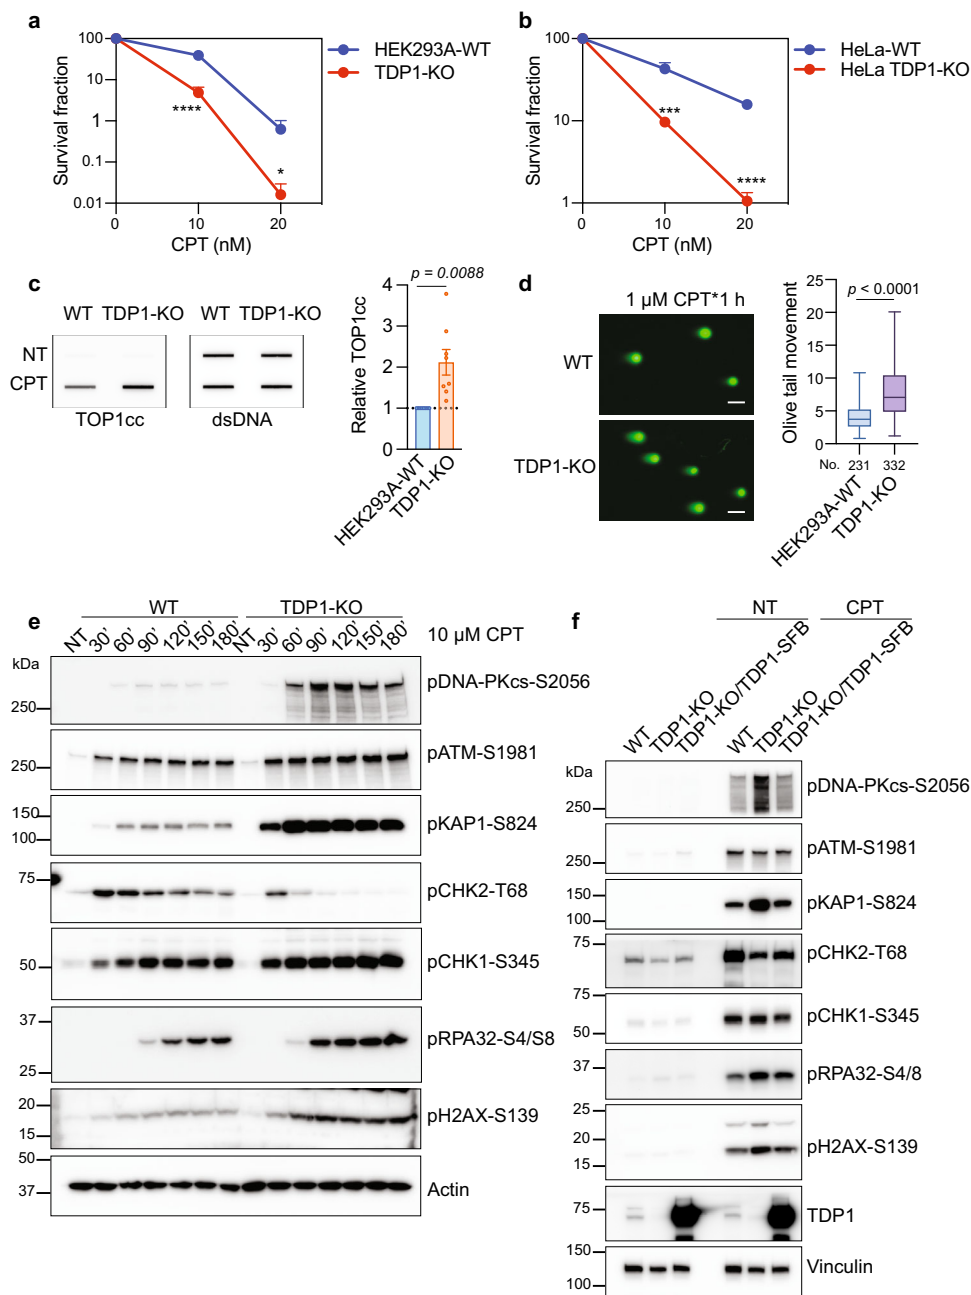 a
Survival fraction
100
10
1
0.1
0.01
0
10
20
CPT (nM)
HEK293A-WT
TDP1-KO
****
*
b
Survival fraction
100
10
1
0
10
20
CPT (nM)
HeLa-WT
HeLa TDP1-KO
***
****
c
WT TDP1-KO WT TDP1-KO
NT
CPT
TOP1cc
dsDNA
Relative TOP1cc
p = 0.0088
4
3
2
1
0
HEK293A-WT
TDP1-KO
d
1 µM CPT*1 h
WT
TDP1-KO
Olive tail movement
p < 0.0001
25
20
15
10
5
0
No. 231 332
HEK293A-WT
TDP1-KO
e
WT TDP1-KO
NT 30' 60' 90' 120' 150' 180' NT 30' 60' 90' 120' 150' 180'
10 µM CPT
kDa
250
pDNA-PKcs-S2056
250
pATM-S1981
150
100
pKAP1-S824
75
pCHK2-T68
50
pCHK1-S345
37
25
pRPA32-S4/S8
20
15
pH2AX-S139
50
37
Actin
f
NT CPT
WT TDP1-KO TDP1-KO/TDP1-SFB WT TDP1-KO TDP1-KO/TDP1-SFB
kDa
250
pDNA-PKcs-S2056
250
pATM-S1981
150
100
pKAP1-S824
75
pCHK2-T68
75
50
pCHK1-S345
37
pRPA32-S4/8
25
20
15
pH2AX-S139
75
TDP1
150
100
Vinculin